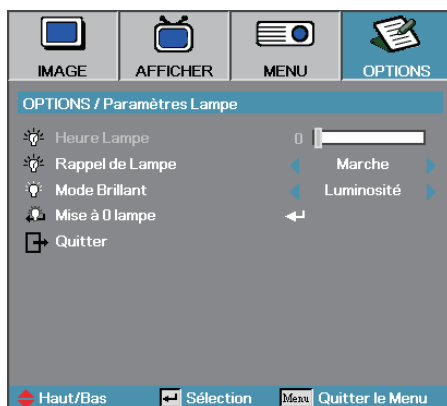 IMAGE AFFICHER MENU OPTIONS
OPTIONS / Paramètres Lampe
Heure Lampe 0
Rappel de Lampe Marche
Mode Brillant Luminosité
Mise à 0 lampe
Quitter
Haut/Bas Sélection Menu Quitter le Menu